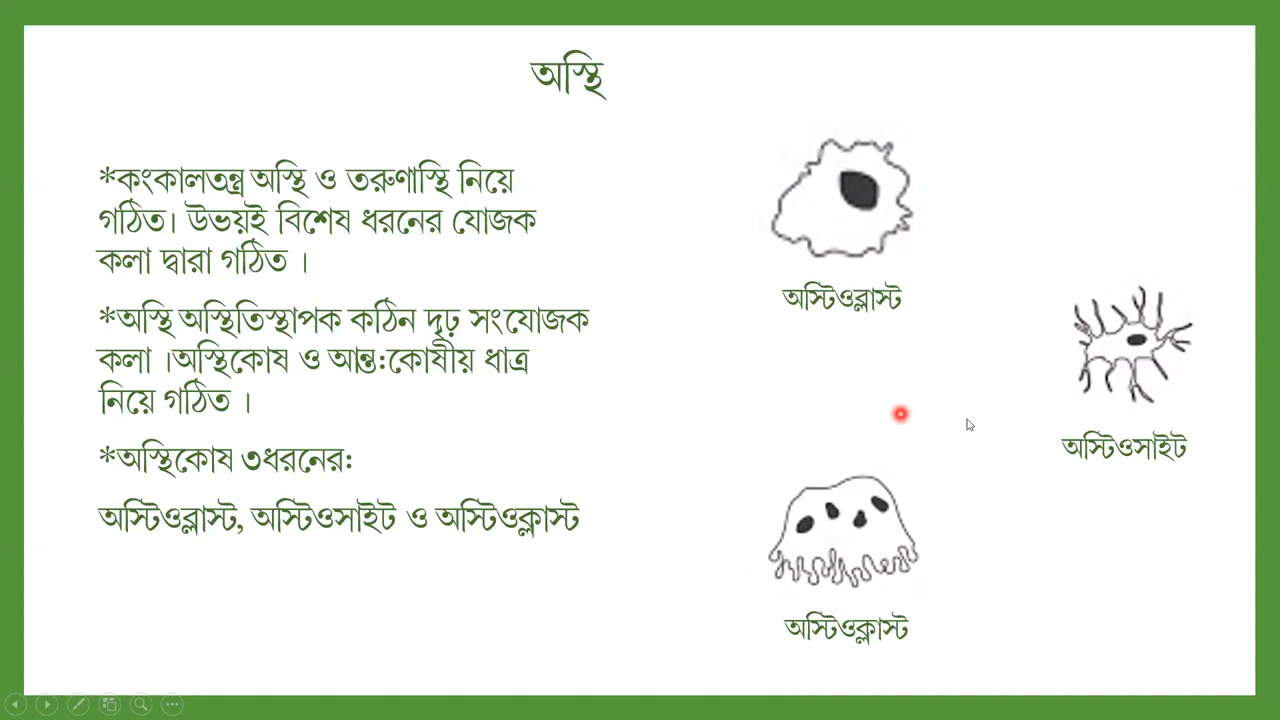 অস্থি
*কংকালতন্ত্র অস্থি ও তরুণাস্থি নিয়ে
গঠিত। উভয়ই বিশেষ ধরনের যোজক
কলা দ্বারা গঠিত ।
*অস্থি অস্থিতিস্থাপক কঠিন দৃঢ় সংযোজক
কলা ।অস্থিকোষ ও আন্ত:কোষীয় ধাত্র
নিয়ে গঠিত ।
*অস্থিকোষ ৩ধরনের:
অস্টিওব্লাস্ট, অস্টিওসাইট ও অস্টিওক্লাস্ট
অস্টিওব্লাস্ট
অস্টিওসাইট
অস্টিওক্লাস্ট